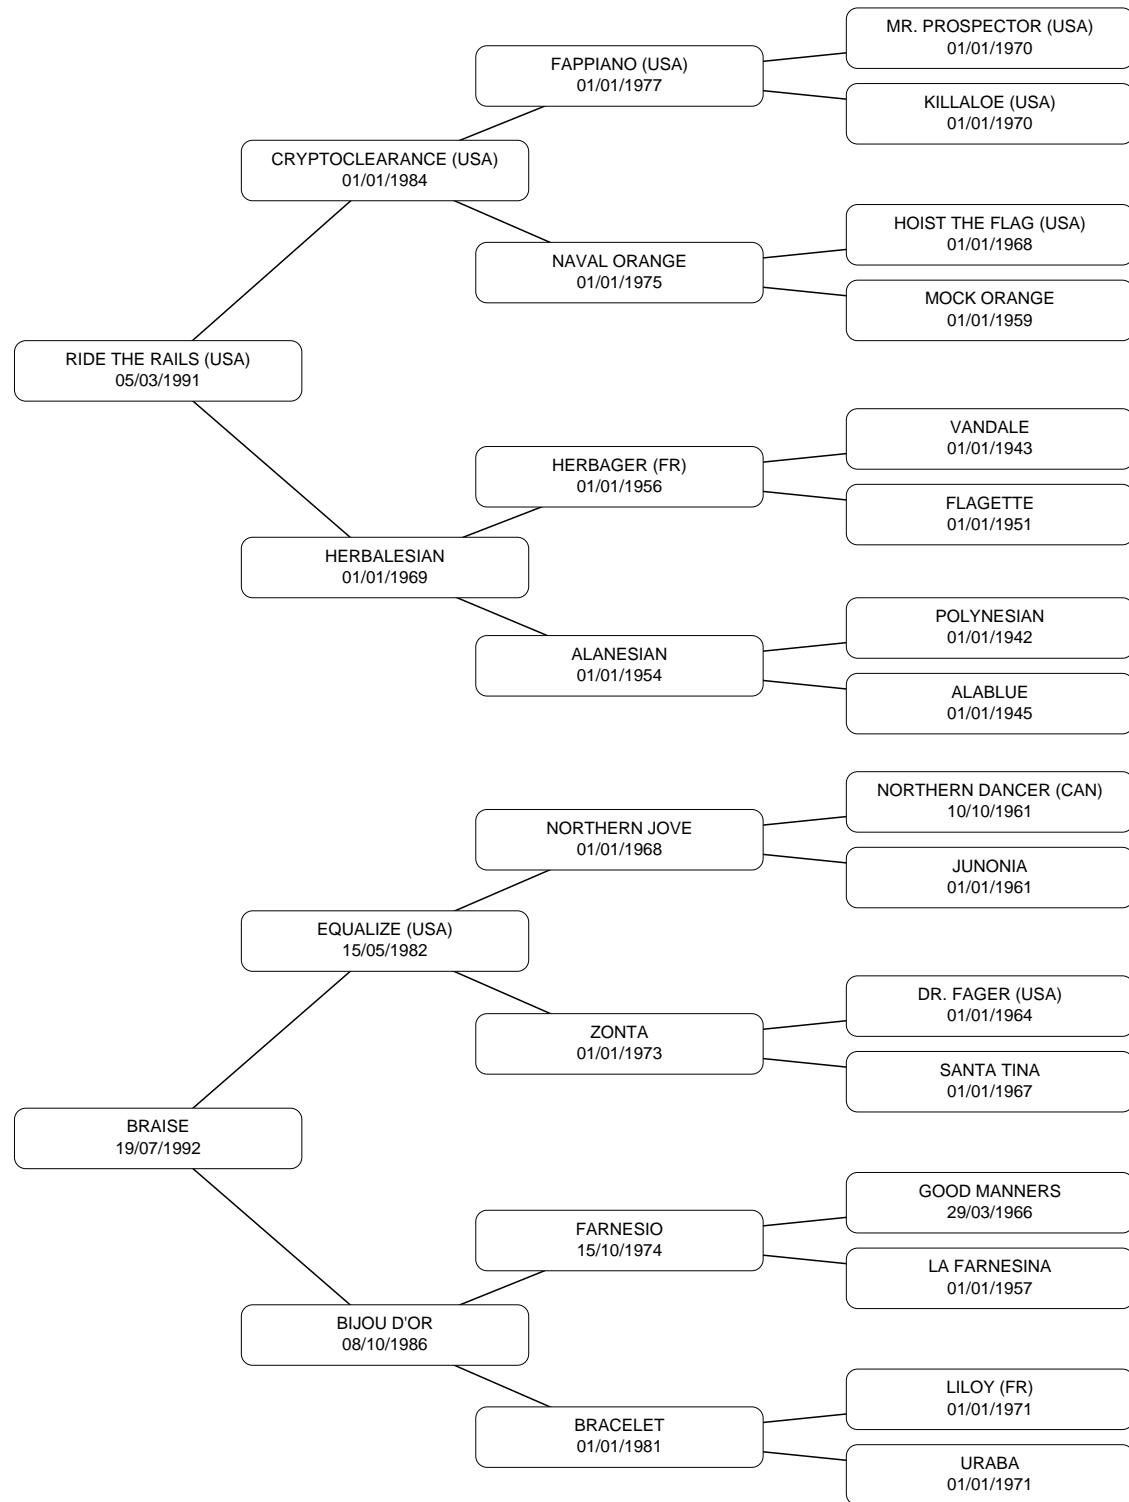 MR. PROSPECTOR (USA)
01/01/1970
FAPPIANO (USA)
01/01/1977
KILLALOE (USA)
01/01/1970
CRYPTOCLEARANCE (USA)
01/01/1984
HOIST THE FLAG (USA)
01/01/1968
NAVAL ORANGE
01/01/1975
MOCK ORANGE
01/01/1959
RIDE THE RAILS (USA)
05/03/1991
VANDALE
01/01/1943
HERBAGER (FR)
01/01/1956
FLAGETTE
01/01/1951
HERBALESIAN
01/01/1969
POLYNESIAN
01/01/1942
ALANESIAN
01/01/1954
ALABLUE
01/01/1945
NORTHERN DANCER (CAN)
10/10/1961
NORTHERN JOVE
01/01/1968
JUNONIA
01/01/1961
EQUALIZE (USA)
15/05/1982
DR. FAGER (USA)
01/01/1964
ZONTA
01/01/1973
SANTA TINA
01/01/1967
BRAISE
19/07/1992
GOOD MANNERS
29/03/1966
FARNESIO
15/10/1974
LA FARNESINA
01/01/1957
BIJOU D'OR
08/10/1986
LILOY (FR)
01/01/1971
BRACELET
01/01/1981
URABA
01/01/1971